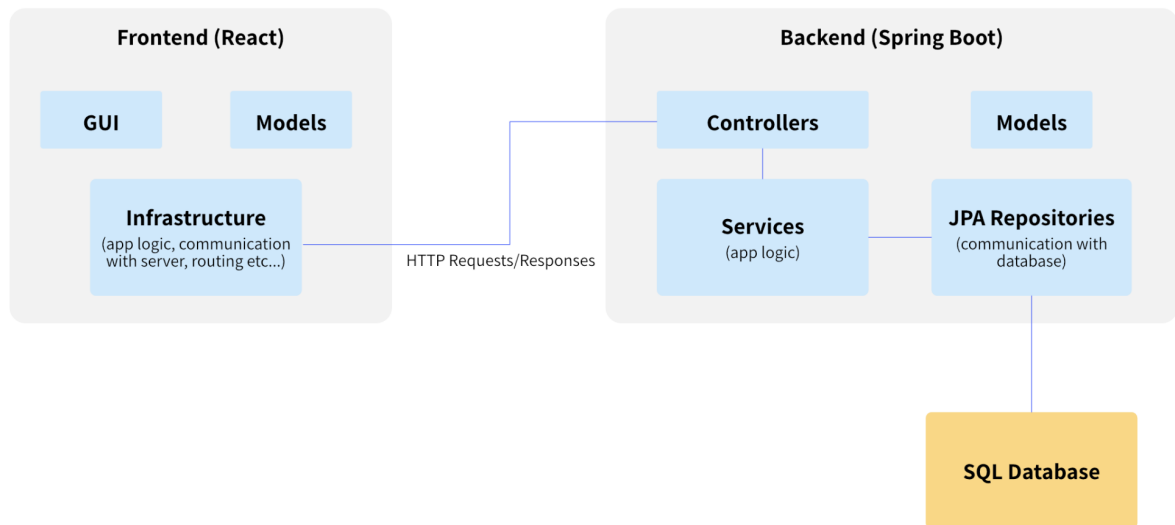 Frontend (React)
GUI
Models
Infrastructure
(app logic, communication
with server, routing etc...)
HTTP Requests/Responses
Backend (Spring Boot)
Controllers
Models
Services
(app logic)
JPA Repositories
(communication with
database)
SQL Database